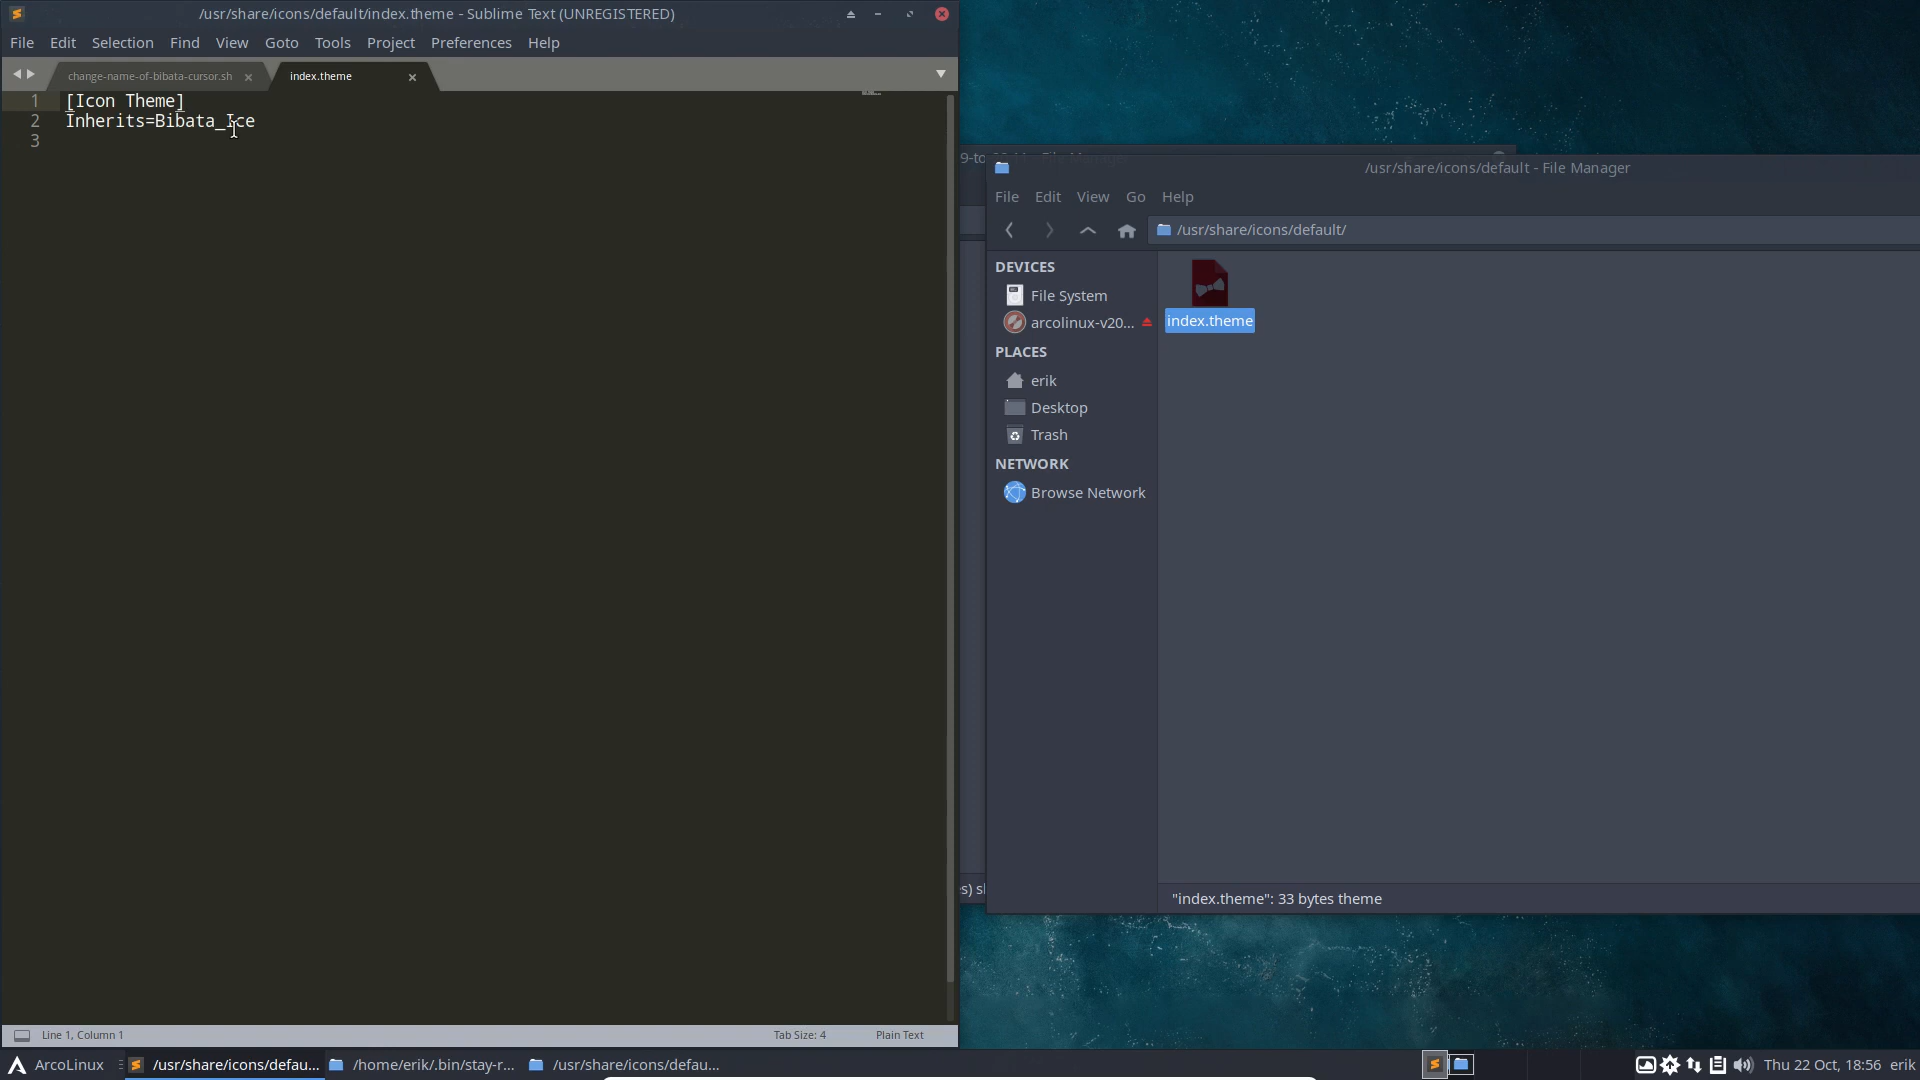 /usr/share/icons/default/index.theme - Sublime Text (UNREGISTERED)
File Edit Selection Find View Goto Tools Project Preferences Help
change-name-of-bibata-cursor.sh
index.theme
1 [Icon Theme]
2 Inherits=Bibata_Ice
3
Line 1, Column 1
Tab Size: 4
Plain Text
9-to
File Manager
/usr/share/icons/default - File Manager
File Edit View Go Help
/usr/share/icons/default/
DEVICES
File System
arcolinux-v20...
PLACES
erik
Desktop
Trash
NETWORK
Browse Network
index.theme
"index.theme": 33 bytes theme
ArcoLinux
/usr/share/icons/defau...
/home/erik/.bin/stay-r...
/usr/share/icons/defau...
Thu 22 Oct, 18:56 erik